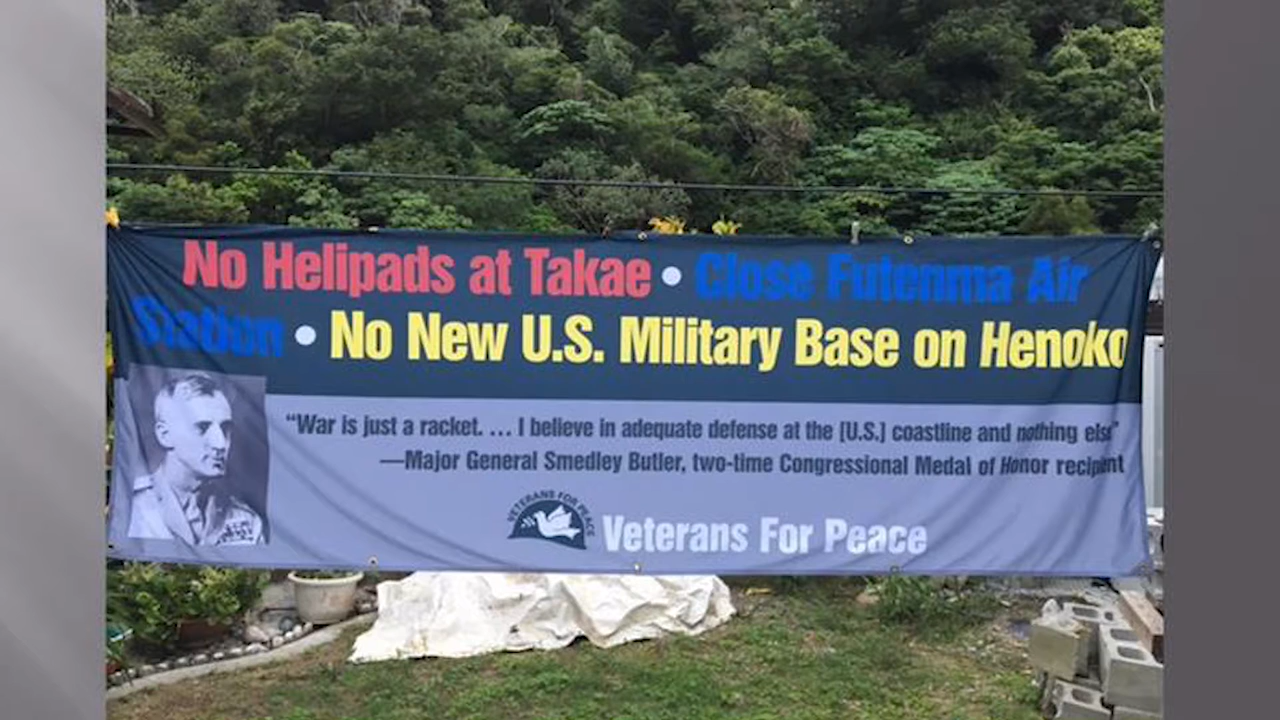 No Helipads at Takae • Close Futenma Air
Station • No New U.S. Military Base on Henoko
“War is just a racket. … I believe in adequate defense at the [U.S.] coastline and nothing else”
—Major General Smedley Butler, two-time Congressional Medal of Honor recipient
VETERANS FOR PEACE
Veterans For Peace